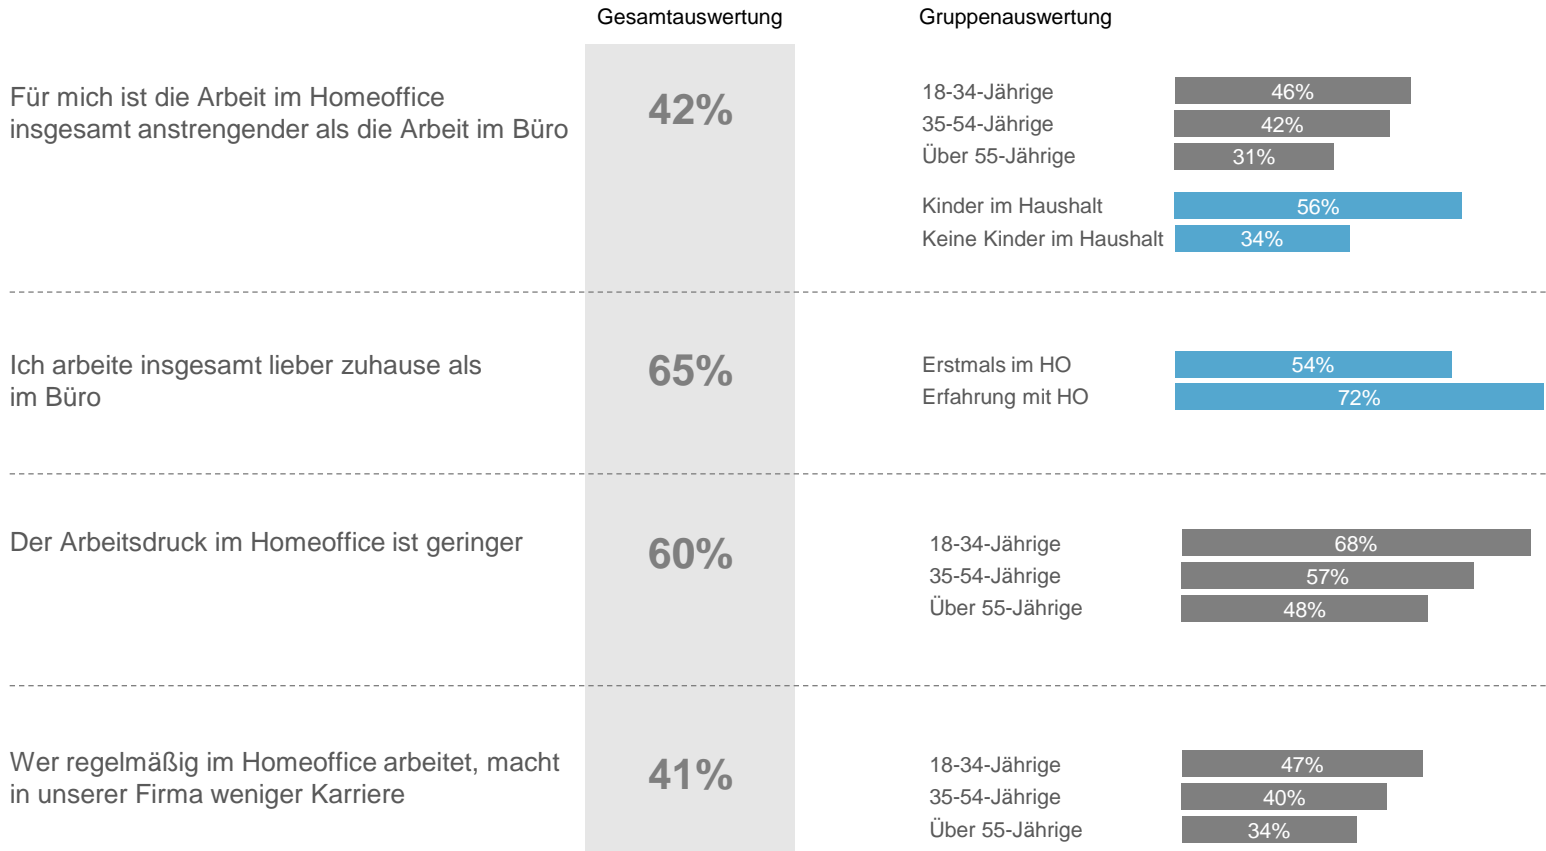 Gesamtauswertung
Gruppenauswertung
Für mich ist die Arbeit im Homeoffice
insgesamt anstrengender als die Arbeit im Büro
42%
18-34-Jährige 46%
35-54-Jährige 42%
Über 55-Jährige 31%
Kinder im Haushalt 56%
Keine Kinder im Haushalt 34%
Ich arbeite insgesamt lieber zuhause als
im Büro
65%
Erstmals im HO 54%
Erfahrung mit HO 72%
Der Arbeitsdruck im Homeoffice ist geringer
60%
18-34-Jährige 68%
35-54-Jährige 57%
Über 55-Jährige 48%
Wer regelmäßig im Homeoffice arbeitet, macht
in unserer Firma weniger Karriere
41%
18-34-Jährige 47%
35-54-Jährige 40%
Über 55-Jährige 34%